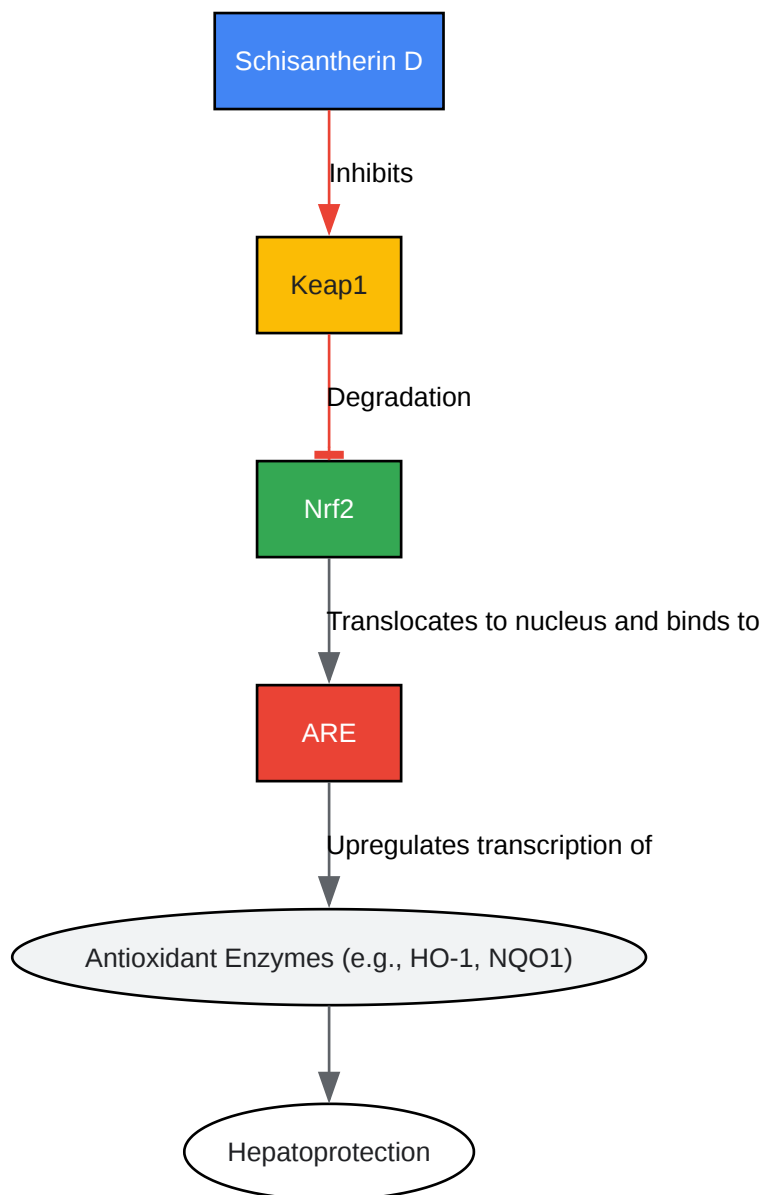 Schisantherin D
Inhibits
Keap1
Degradation
Nrf2
Translocates to nucleus and binds to
ARE
Upregulates transcription of
Antioxidant Enzymes (e.g., HO-1, NQO1)
Hepatoprotection